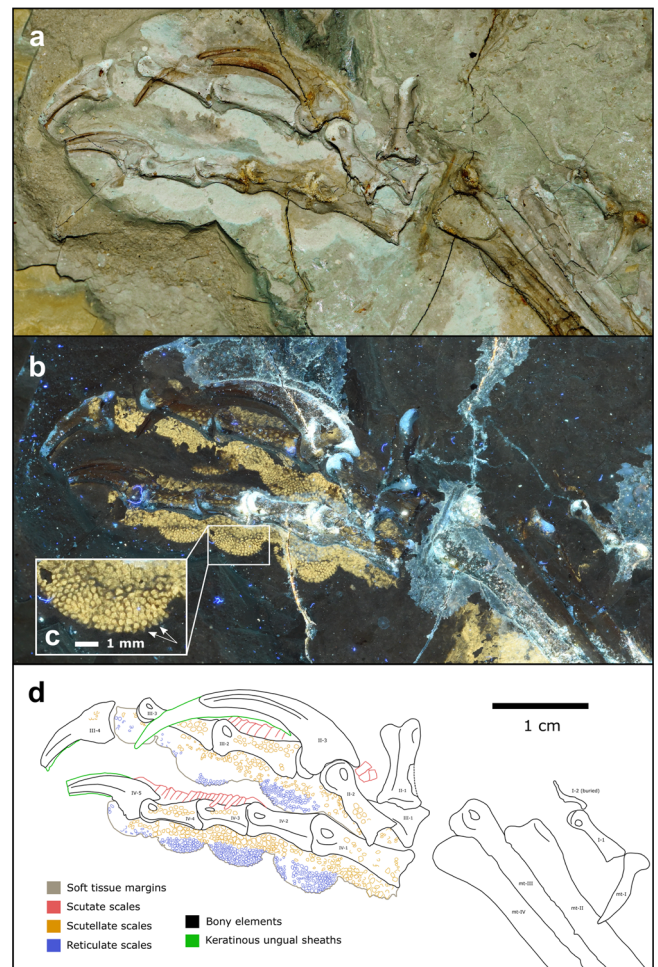 a
b
c
1 mm
d
1 cm
III-4
III-3
III-2
II-3
II-2
II-1
III-1
IV-5
IV-4
IV-3
IV-2
IV-1
I-2 (buried)
I-1
mt-I
mt-II
mt-III
mt-IV
Soft tissue margins
Scutate scales
Scutellate scales
Reticulate scales
Bony elements
Keratinous ungual sheaths